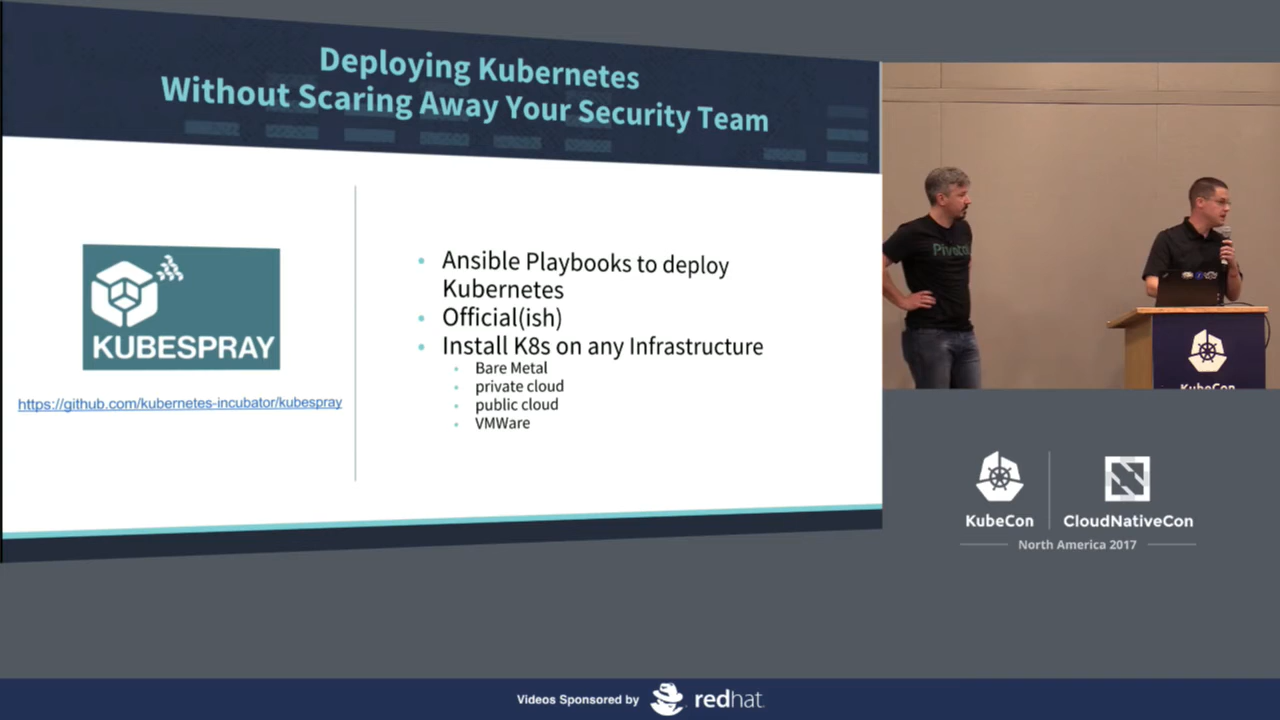 Deploying Kubernetes
Without Scaring Away Your Security Team
KUBESPRAY
https://github.com/kubernetes-incubator/kubespray
• Ansible Playbooks to deploy
Kubernetes
• Official(ish)
• Install K8s on any Infrastructure
• Bare Metal
• private cloud
• public cloud
• VMWare
Pivotal
KubeCon
KubeCon
CloudNativeCon
North America 2017
Videos Sponsored by
redhat.